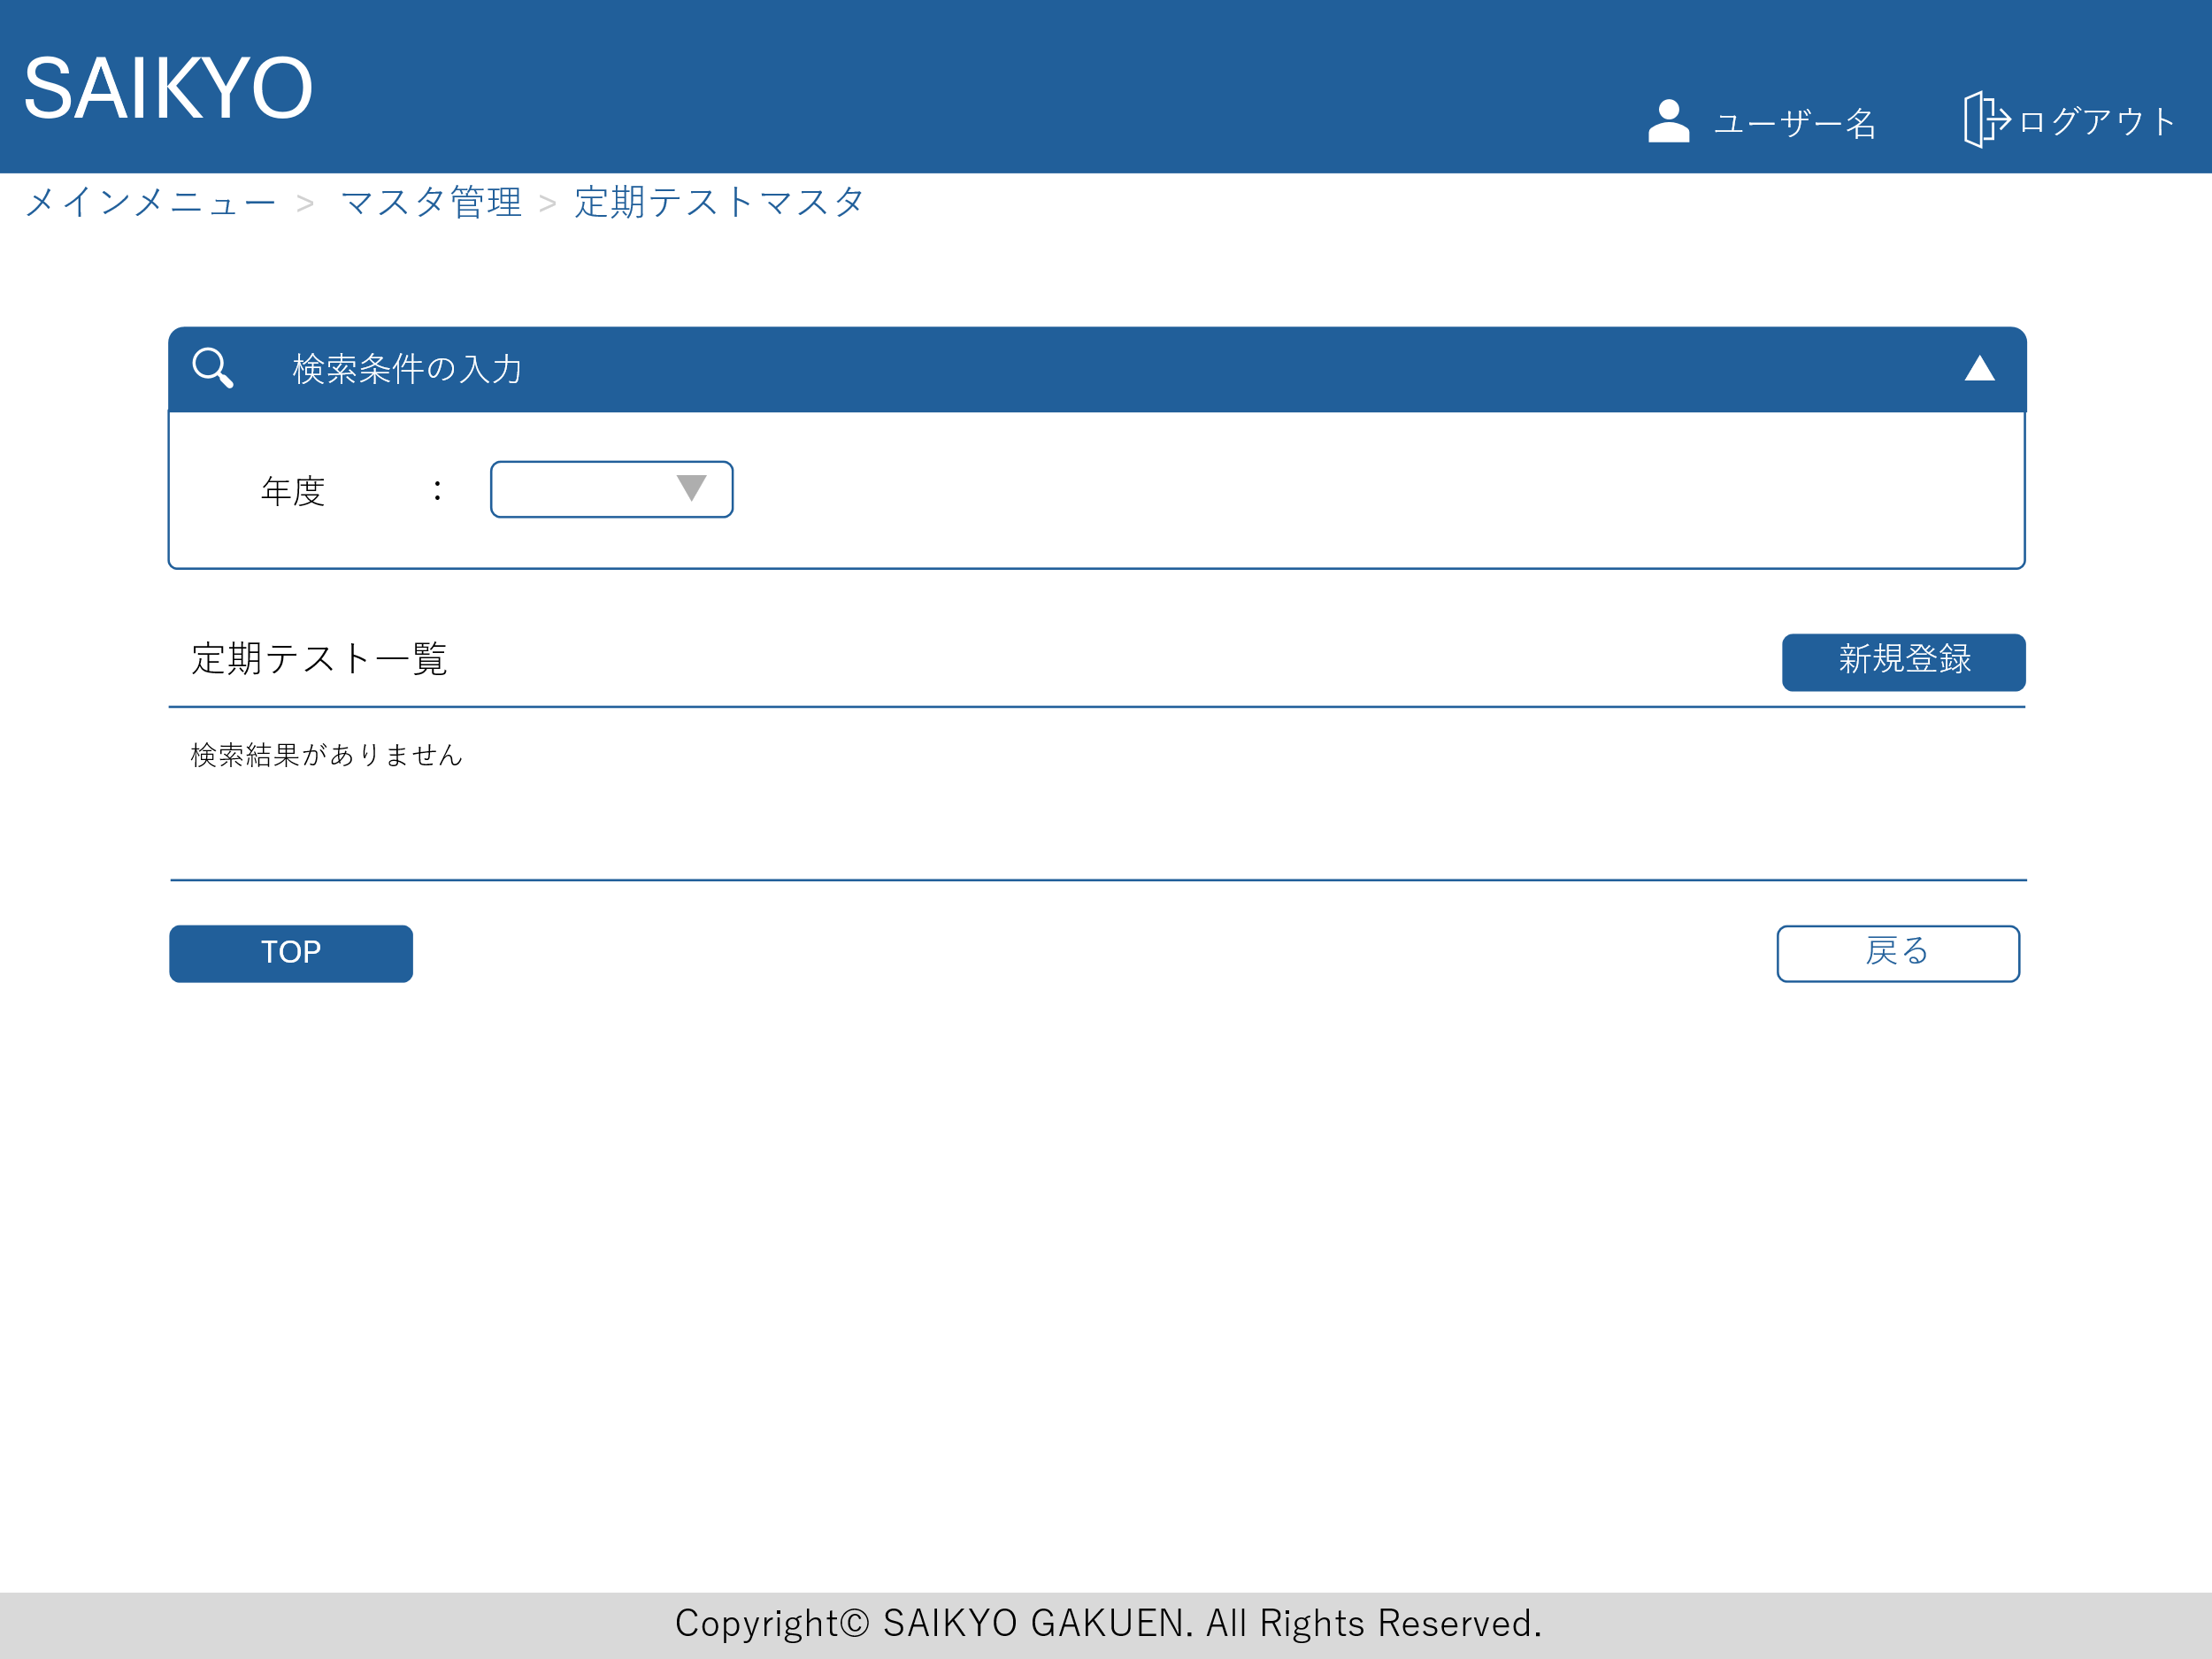 SAIKYO
ユーザー名 ログアウト
メインメニュー > マスタ管理 > 定期テストマスタ
検索条件の入力
年度 :
定期テスト一覧 新規登録
検索結果がありません
TOP 戻る
Copyright© SAIKYO GAKUEN. All Rights Reserved.